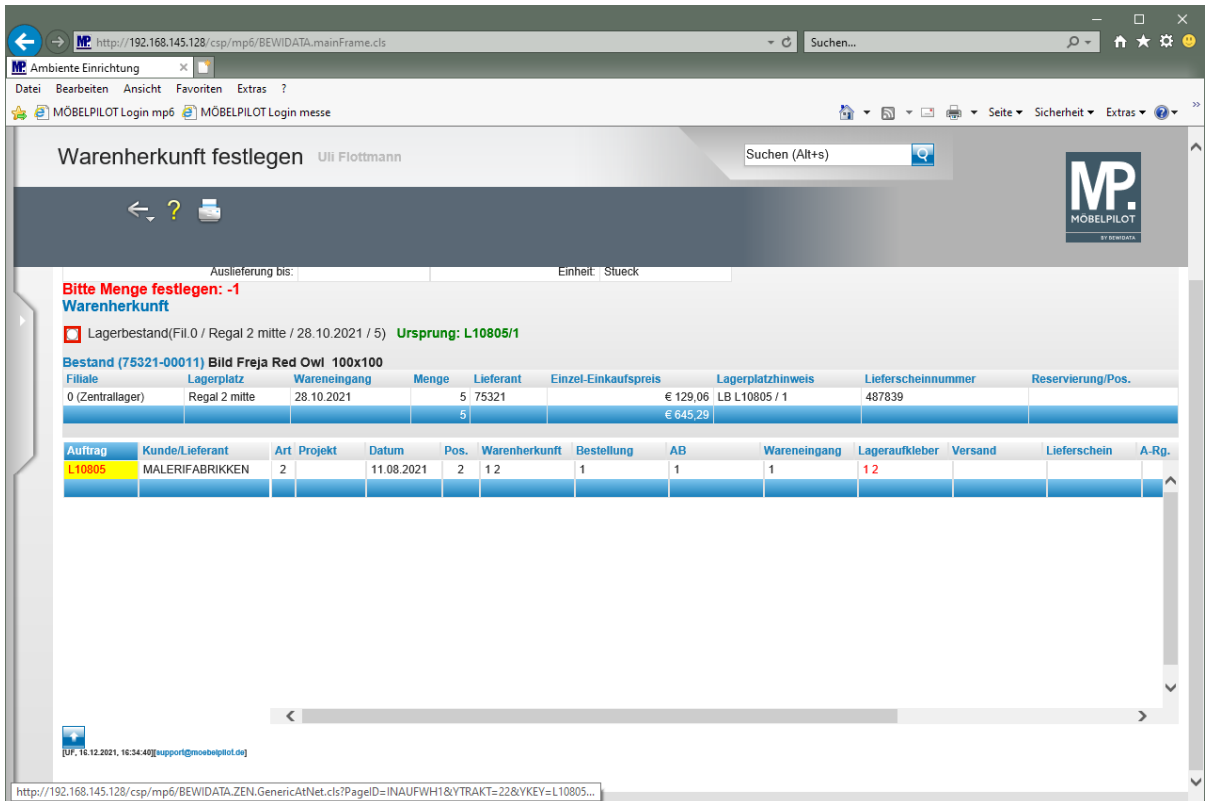 http://192.168.145.128/csp/mp6/BEWIDATA.mainFrame.cls Suchen...
MP. Ambiente Einrichtung
Datei Bearbeiten Ansicht Favoriten Extras ?
MÖBELPILOT Login mp6 MÖBELPILOT Login messe Seite Sicherheit Extras
Warenherkunft festlegen Uli Flottmann Suchen (Alt+s)
MP.
MÖBELPILOT
BY BEWIDATA
Auslieferung bis: Einheit: Stueck
Bitte Menge festlegen: -1
Warenherkunft
Lagerbestand(Fil.0 / Regal 2 mitte / 28.10.2021 / 5) Ursprung: L10805/1
Bestand (75321-00011) Bild Freja Red Owl 100x100
Filiale Lagerplatz Wareneingang Menge Lieferant Einzel-Einkaufspreis Lagerplatzhinweis Lieferscheinnummer Reservierung/Pos.
0 (Zentrallager) Regal 2 mitte 28.10.2021 5 75321 € 129,06 LB L10805 / 1 487839
5 € 645,29
Auftrag Kunde/Lieferant Art Projekt Datum Pos. Warenherkunft Bestellung AB Wareneingang Lageraufkleber Versand Lieferschein A-Rg.
L10805 MALERIFABRIKKEN 2 11.08.2021 2 1 2 1 1 1 1 2
[UF, 16.12.2021, 16:34:40][support@moebelpilot.de]
http://192.168.145.128/csp/mp6/BEWIDATA.ZEN.GenericAtNet.cls?PageID=INAUFWH1&YTRAKT=22&YKEY=L10805...